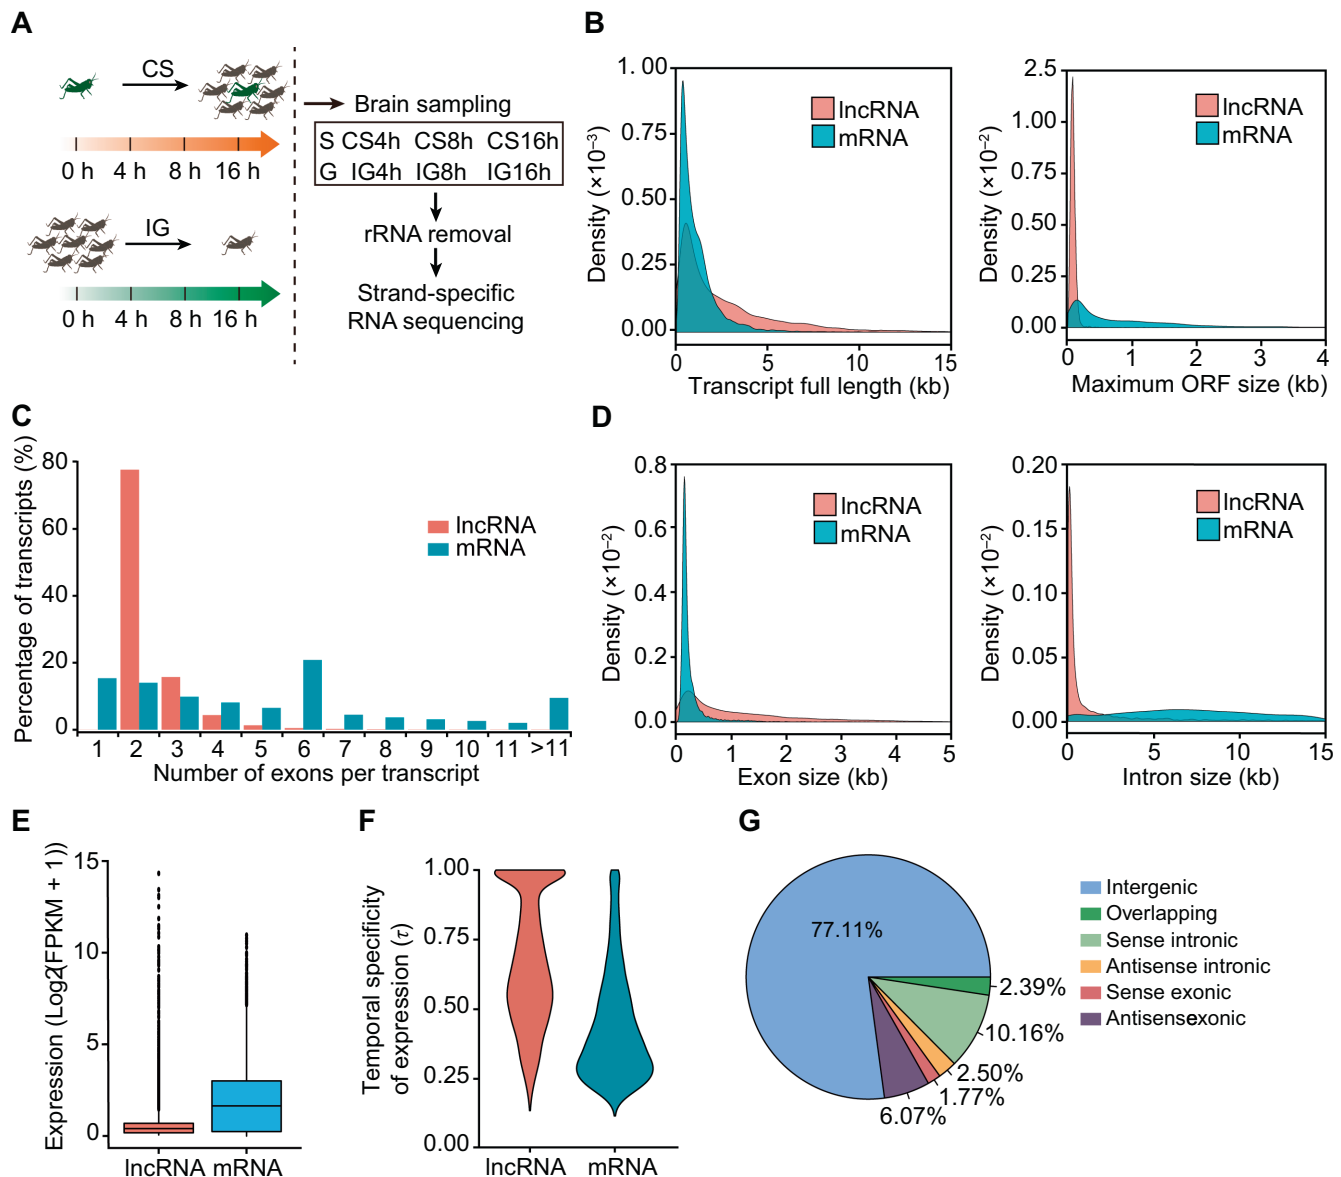 A
CS
0 h 4 h 8 h 16 h
IG
0 h 4 h 8 h 16 h
Brain sampling
S CS4h CS8h CS16h
G IG4h IG8h IG16h
rRNA removal
Strand-specific
RNA sequencing
B
Density (×10⁻³)
1. 00
0.75
0.50
0.25
0.00
0 5 10 15
Transcript full length (kb)
lncRNA
mRNA
Density (×10⁻²)
2.5
1.00
0.75
0.50
0.25
0.00
0 1 2 3 4
Maximum ORF size (kb)
lncRNA
mRNA
C
Percentage of transcripts (%)
80
60
40
20
0
1 2 3 4 5 6 7 8 9 10 11 >11
Number of exons per transcript
lncRNA
mRNA
D
Density (×10⁻²)
0.8
0.6
0.4
0.2
0.0
0 1 2 3 4 5
Exon size (kb)
lncRNA
mRNA
Density (×10⁻²)
0.20
0.15
0.10
0.05
0.00
0 5 10 15
Intron size (kb)
lncRNA
mRNA
E
Expression (Log2(FPKM + 1))
15
10
5
0
lncRNA mRNA
F
Temporal specificity
of expression (τ)
1.00
0.75
0.50
0.25
0.00
lncRNA mRNA
G
77.11%
2.39%
10.16%
2.50%
1.77%
6.07%
Intergenic
Overlapping
Sense intronic
Antisense intronic
Sense exonic
Antisensexonic